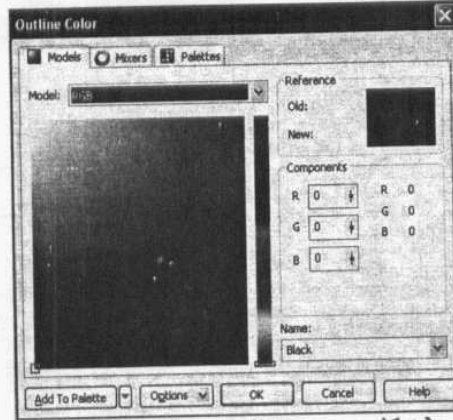 Outline Color
Models Mixers Palettes
Model: RGB
Reference
Old:
New:
Components
R 0 R 0
G 0 G 0
B 0 B 0
Name:
Black
Add To Palette Options OK Cancel Help